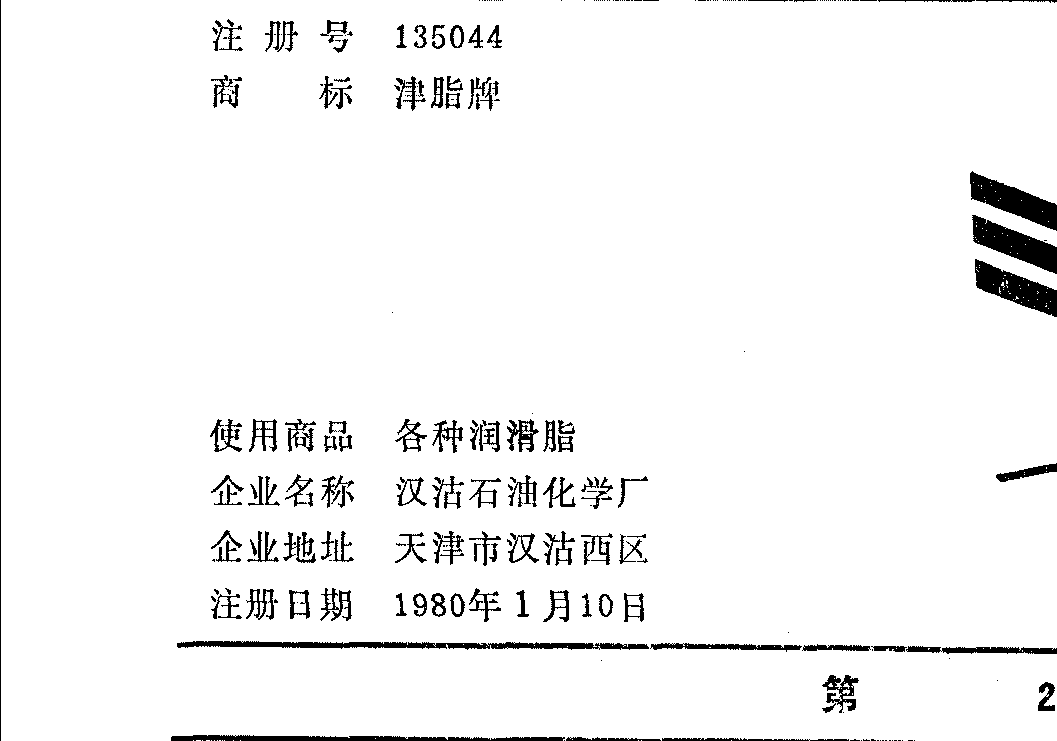 注册号 135044
商标 津脂牌
使用商品 各种润滑脂
企业名称 汉沽石油化学厂
企业地址 天津市汉沽西区
注册日期 1980年1月10日
第 2